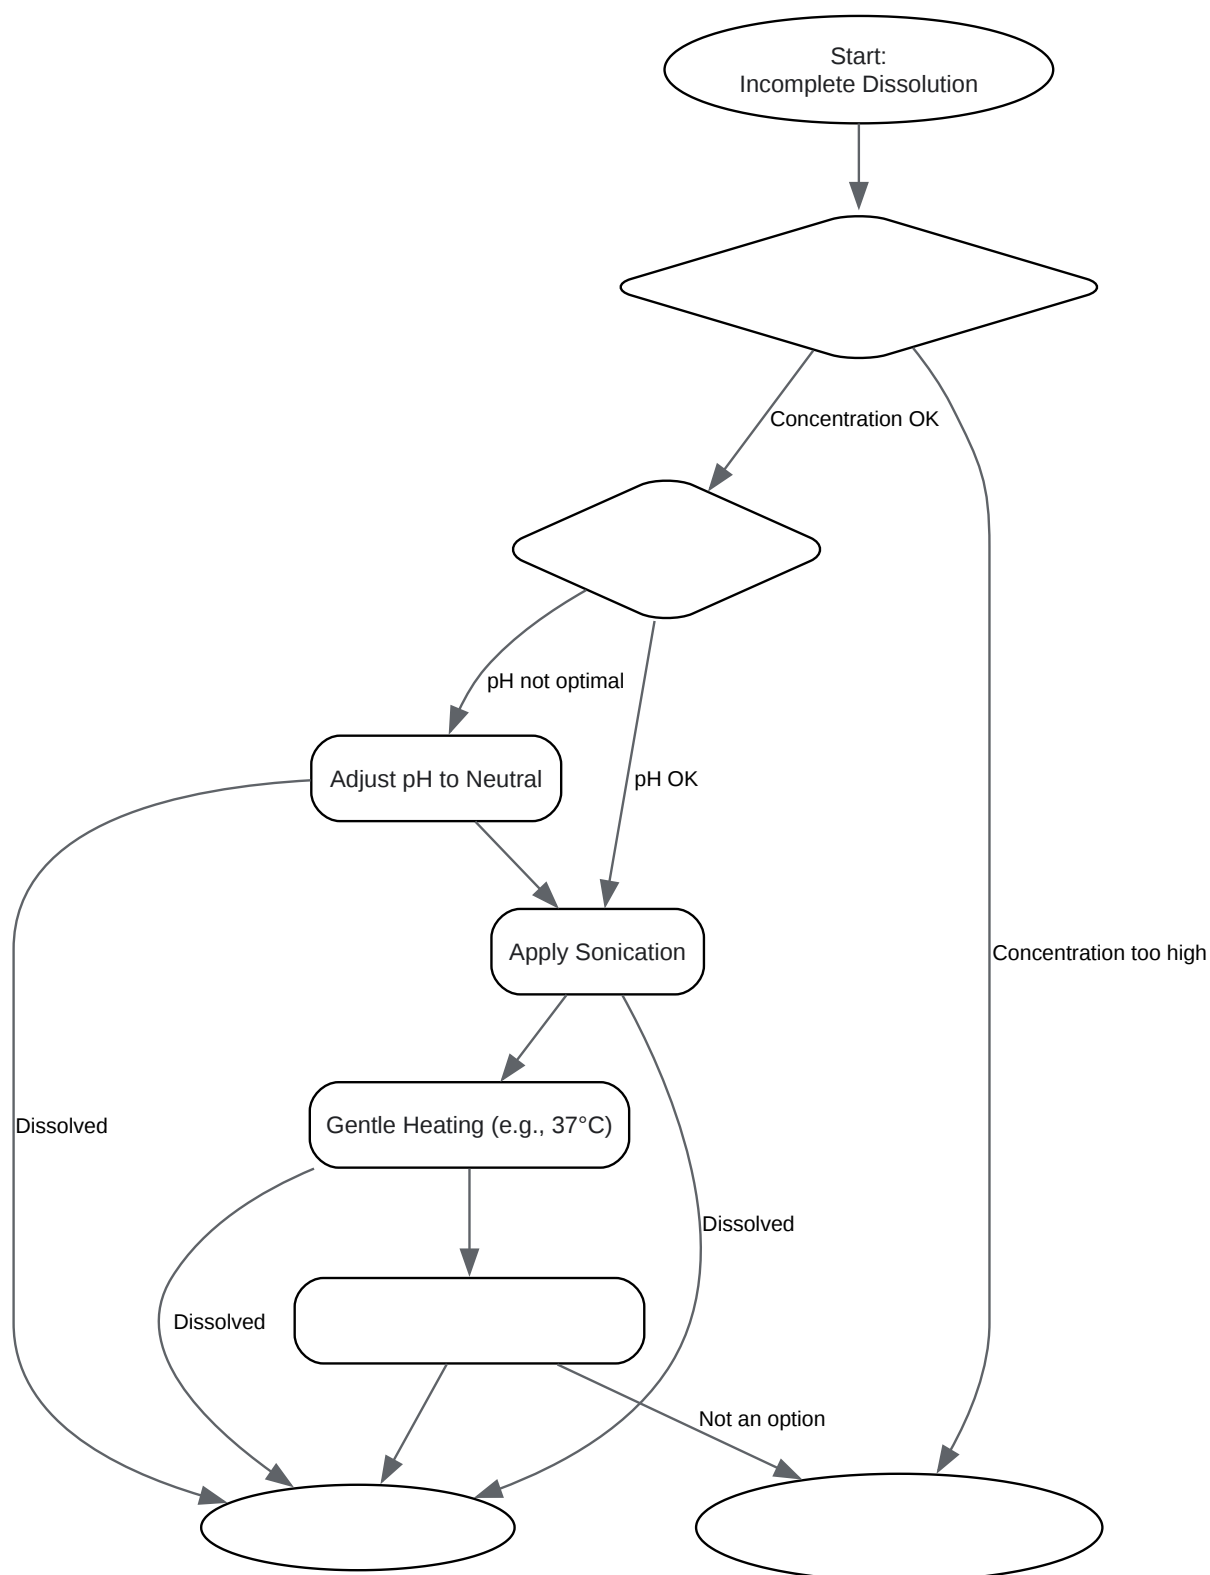 Start:
Incomplete Dissolution
Concentration OK
pH not optimal
Adjust pH to Neutral
pH OK
Apply Sonication
Concentration too high
Gentle Heating (e.g., 37°C)
Dissolved
Dissolved
Dissolved
Not an option